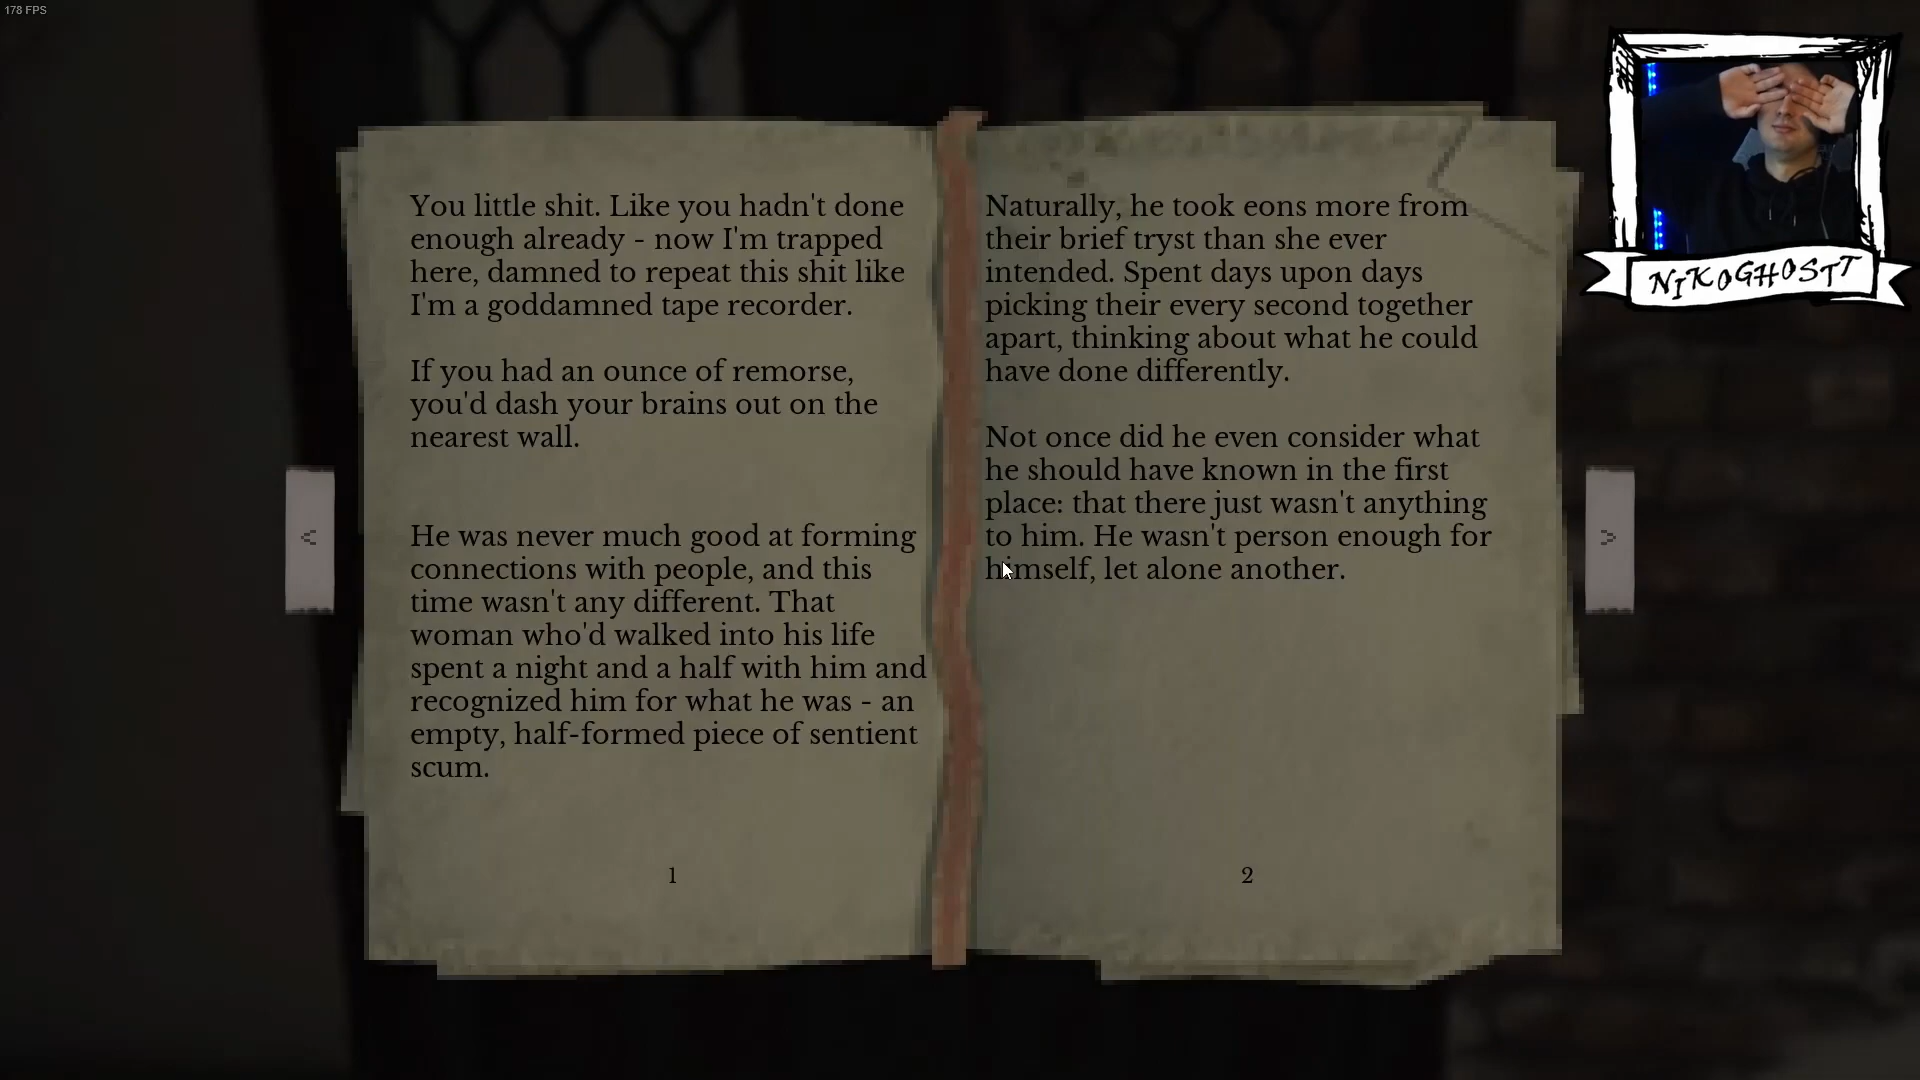 178 FPS
NIKOGHOSTT
You little shit. Like you hadn't done
enough already - now I'm trapped
here, damned to repeat this shit like
I'm a goddamned tape recorder.
If you had an ounce of remorse,
you'd dash your brains out on the
nearest wall.
He was never much good at forming
connections with people, and this
time wasn't any different. That
woman who'd walked into his life
spent a night and a half with him and
recognized him for what he was - an
empty, half-formed piece of sentient
scum.
1
Naturally, he took eons more from
their brief tryst than she ever
intended. Spent days upon days
picking their every second together
apart, thinking about what he could
have done differently.
Not once did he even consider what
he should have known in the first
place: that there just wasn't anything
to him. He wasn't person enough for
himself, let alone another.
2
<
>